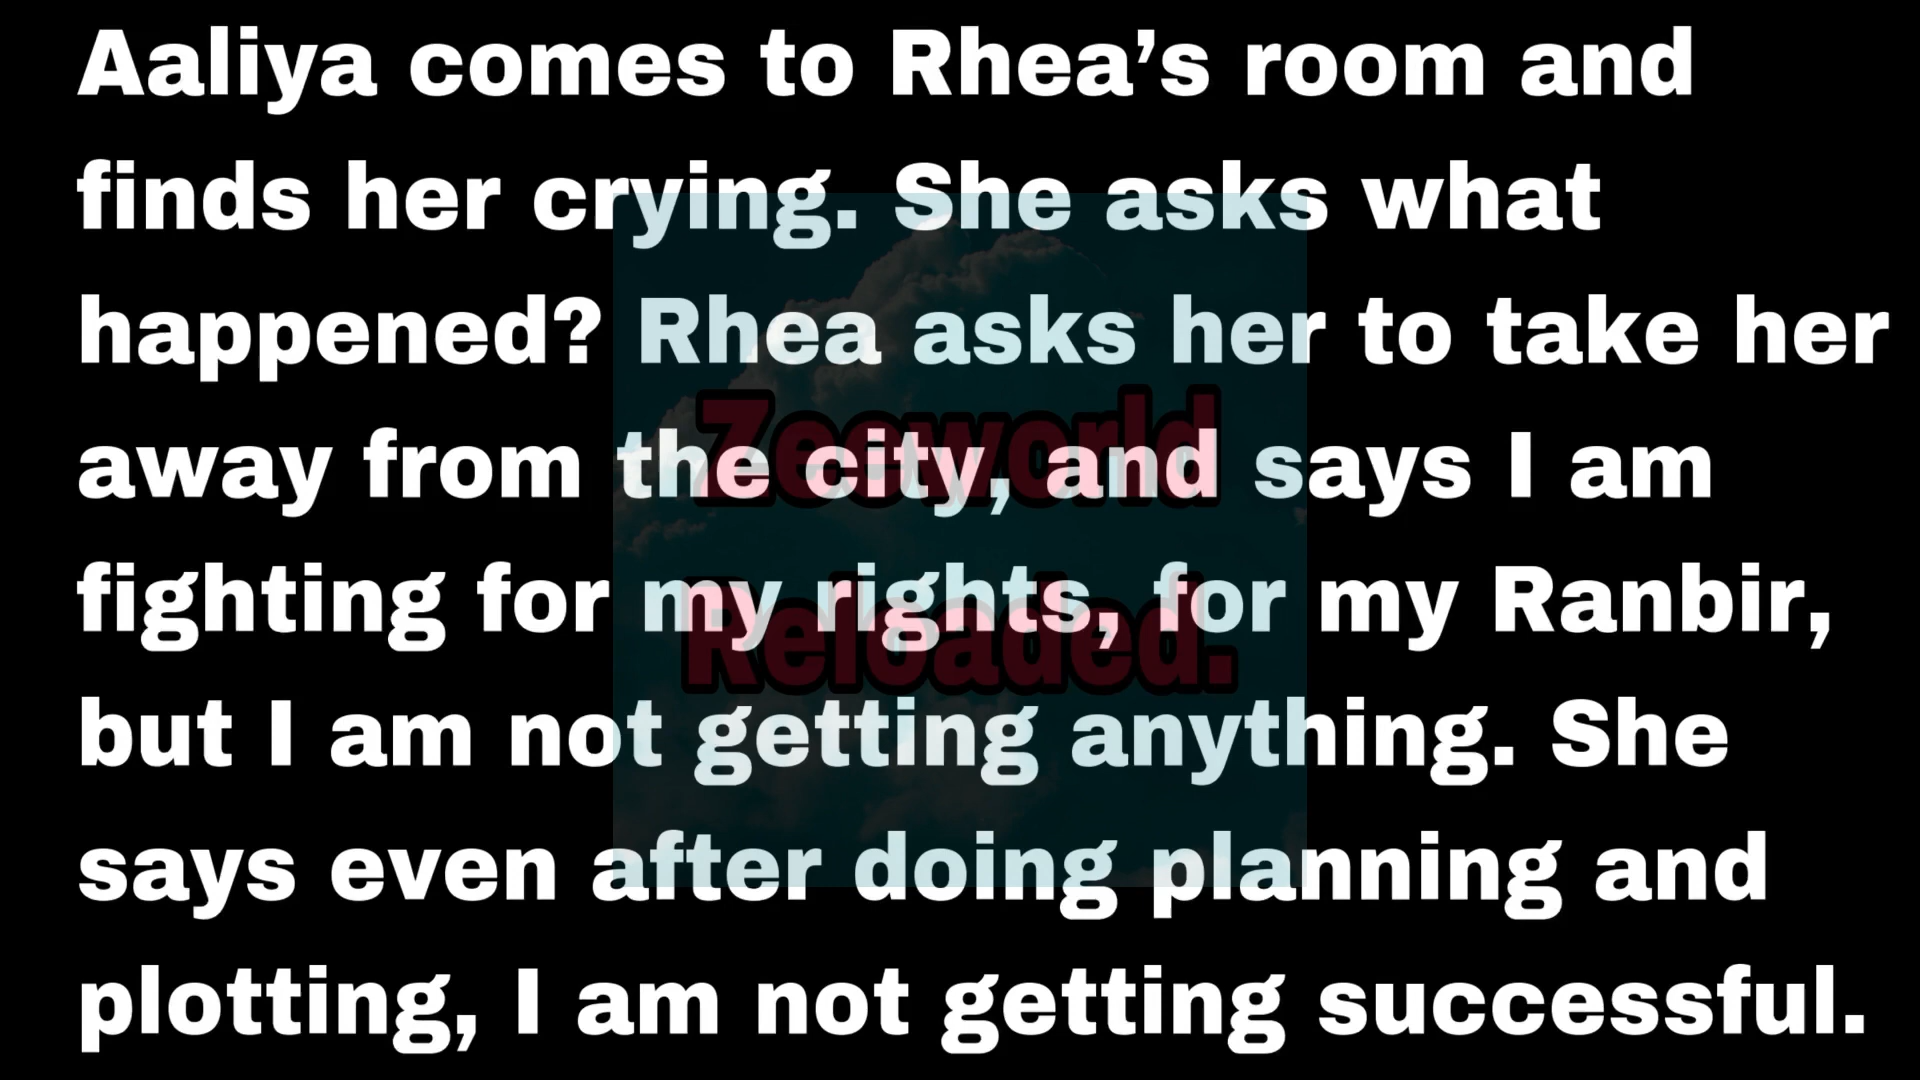 Aaliya comes to Rhea’s room and
finds her crying. She asks what
happened? Rhea asks her to take her
away from the city, and says I am
fighting for my rights, for my Ranbir,
but I am not getting anything. She
says even after doing planning and
plotting, I am not getting successful.
Zeeworld
Reloaded.